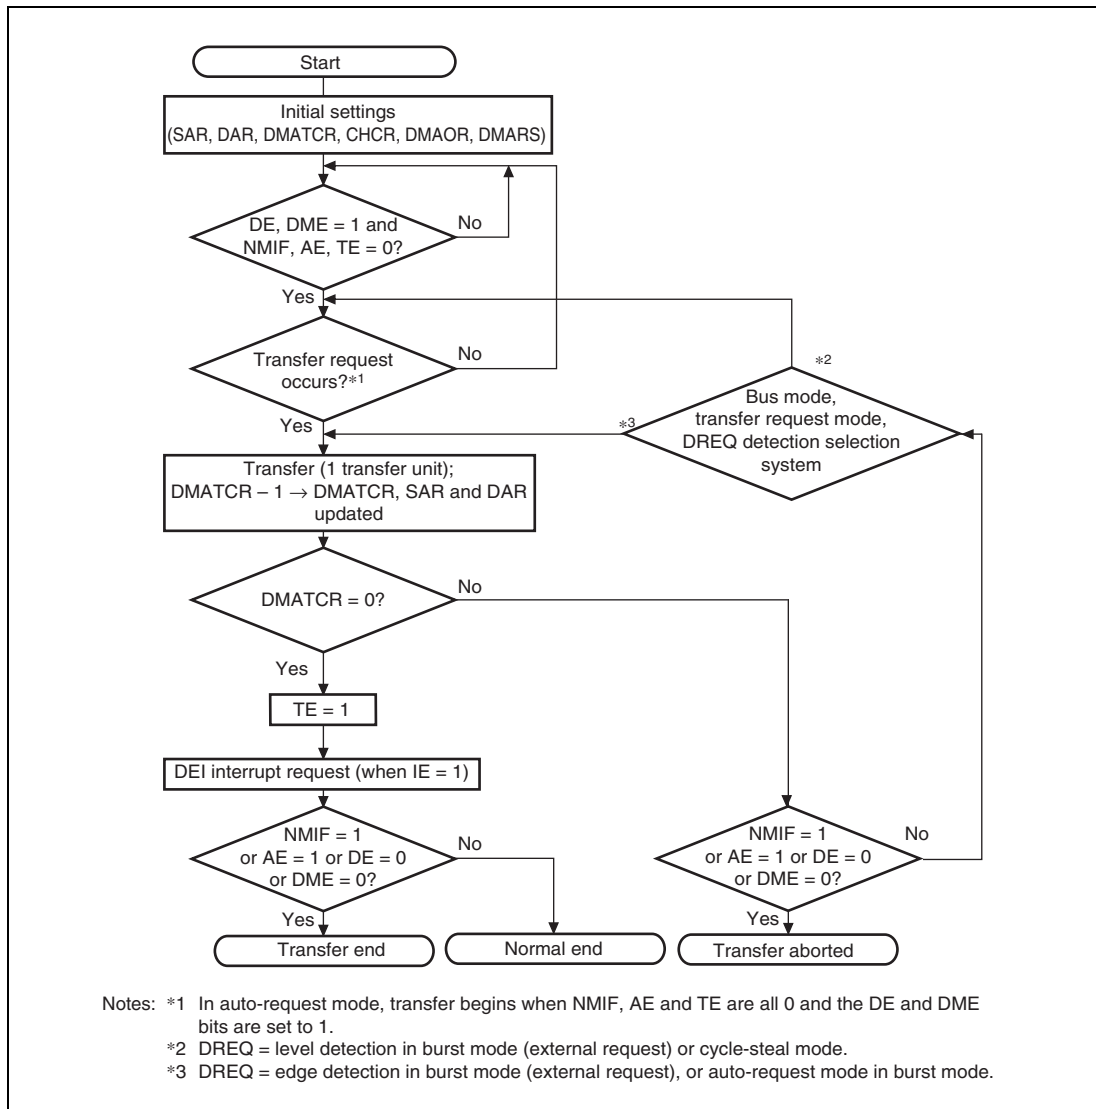 Start
Initial settings
(SAR, DAR, DMATCR, CHCR, DMAOR, DMARS)
DE, DME = 1 and
NMIF, AE, TE = 0?
No
Yes
Transfer request
occurs?*1
No
Yes
*2
Bus mode,
transfer request mode,
DREQ detection selection
system
*3
Transfer (1 transfer unit);
DMATCR – 1 → DMATCR, SAR and DAR
updated
DMATCR = 0?
No
Yes
TE = 1
DEI interrupt request (when IE = 1)
NMIF = 1
or AE = 1 or DE = 0
or DME = 0?
No
Yes
NMIF = 1
or AE = 1 or DE = 0
or DME = 0?
No
Yes
Transfer end
Normal end
Transfer aborted
Notes: *1 In auto-request mode, transfer begins when NMIF, AE and TE are all 0 and the DE and DME
bits are set to 1.
*2 DREQ = level detection in burst mode (external request) or cycle-steal mode.
*3 DREQ = edge detection in burst mode (external request), or auto-request mode in burst mode.